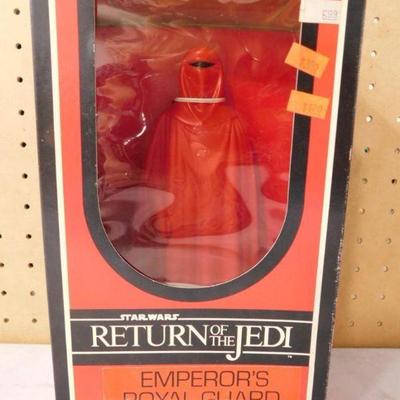 STAR WARS
RETURN OF THE JEDI
EMPEROR'S
ROYAL GUARD